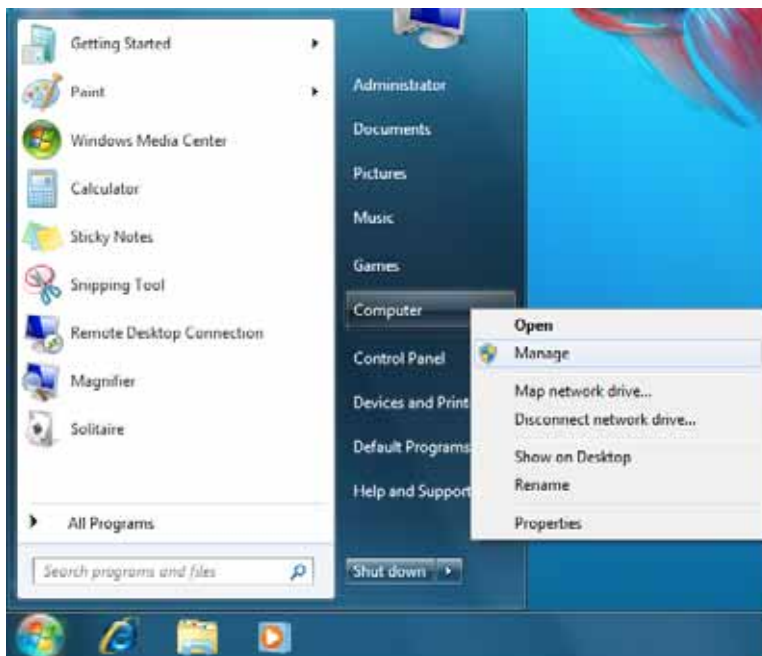 Getting Started
Paint
Windows Media Center
Calculator
Sticky Notes
Snipping Tool
Remote Desktop Connection
Magnifier
Solitaire
All Programs
Search programs and files
Administrator
Documents
Pictures
Music
Games
Computer
Control Panel
Devices and Print
Default Programs
Help and Support
Shut down
Open
Manage
Map network drive...
Disconnect network drive...
Show on Desktop
Rename
Properties